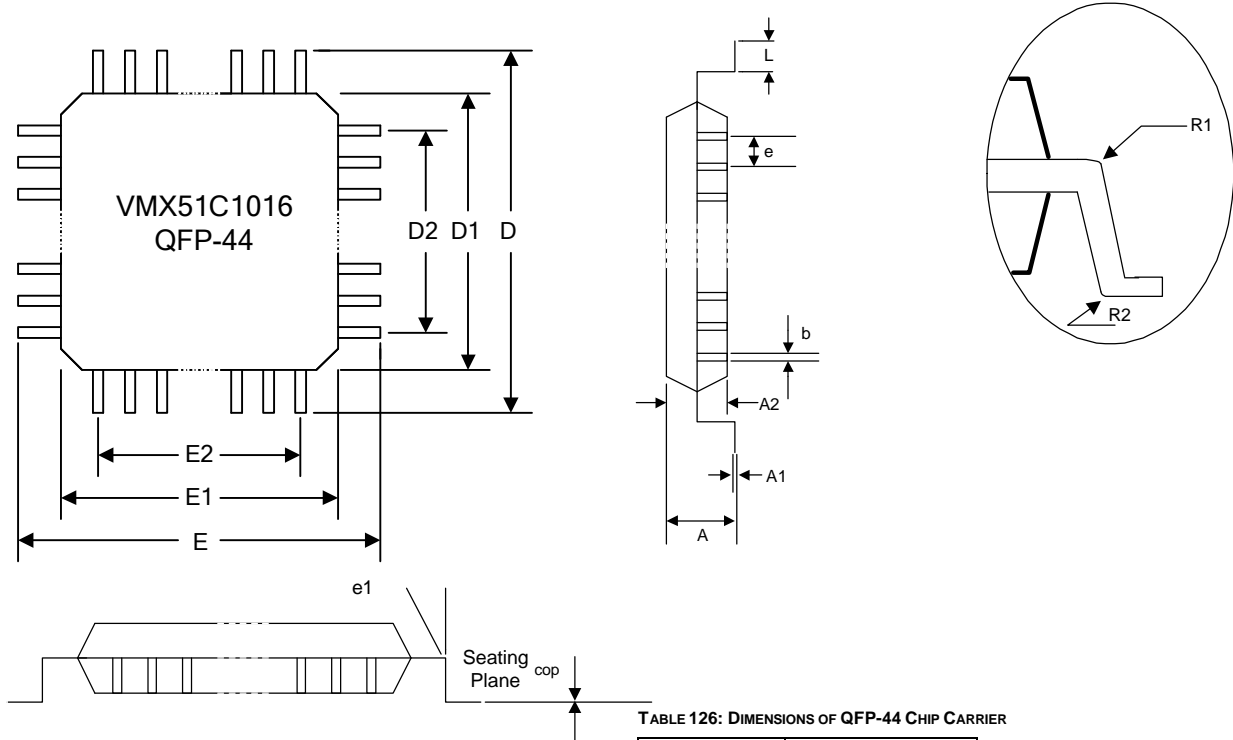 VMX51C1016
QFP-44
D2
D1
D
E2
E1
E
L
e
b
A2
A1
A
R1
R2
e1
Seating
Plane
cop
TABLE 126: DIMENSIONS OF QFP-44 CHIP CARRIER